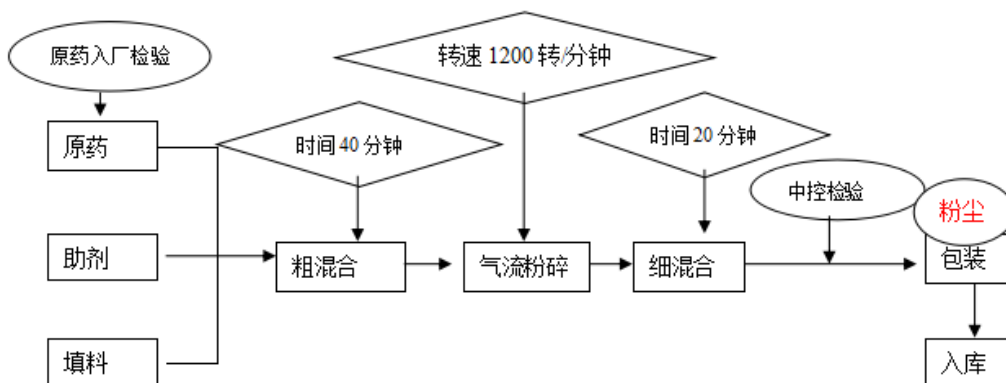 原药入厂检验
转速 1200 转/分钟
原药
时间 40 分钟
时间 20 分钟
中控检验
粉尘
助剂
粗混合
气流粉碎
细混合
包装
填料
入库